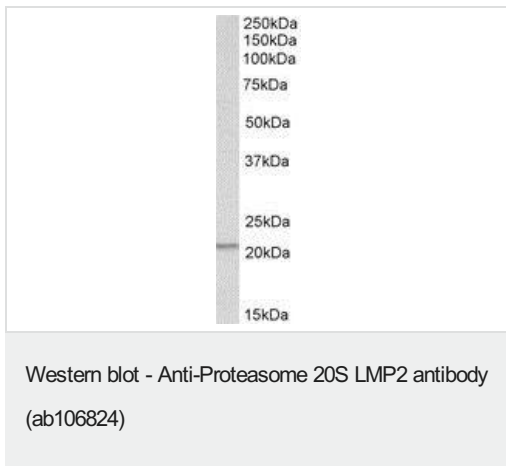 250kDa
150kDa
100kDa
75kDa
50kDa
37kDa
25kDa
20kDa
15kDa
Western blot - Anti-Proteasome 20S LMP2 antibody
(ab106824)